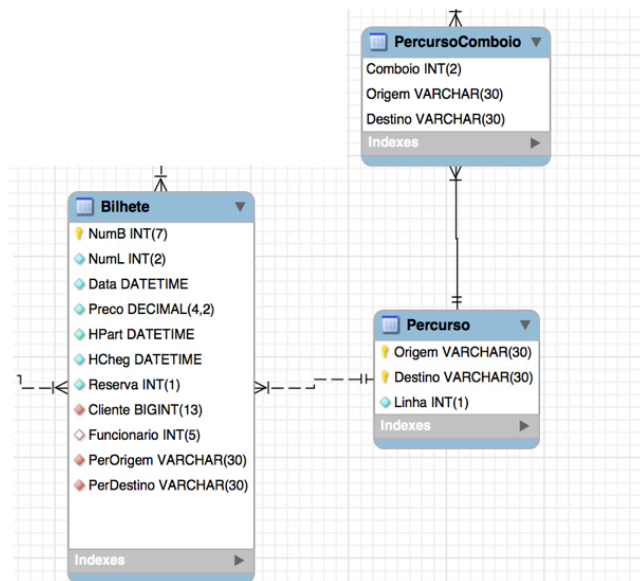 PercursoComboio
Comboio INT(2)
Origem VARCHAR(30)
Destino VARCHAR(30)
Indexes
Bilhete
NumB INT(7)
NumL INT(2)
Data DATETIME
Preco DECIMAL(4,2)
HPart DATETIME
HCheg DATETIME
Reserva INT(1)
Cliente BIGINT(13)
Funcionario INT(5)
PerOrigem VARCHAR(30)
PerDestino VARCHAR(30)
Indexes
Percurso
Origem VARCHAR(30)
Destino VARCHAR(30)
Linha INT(1)
Indexes